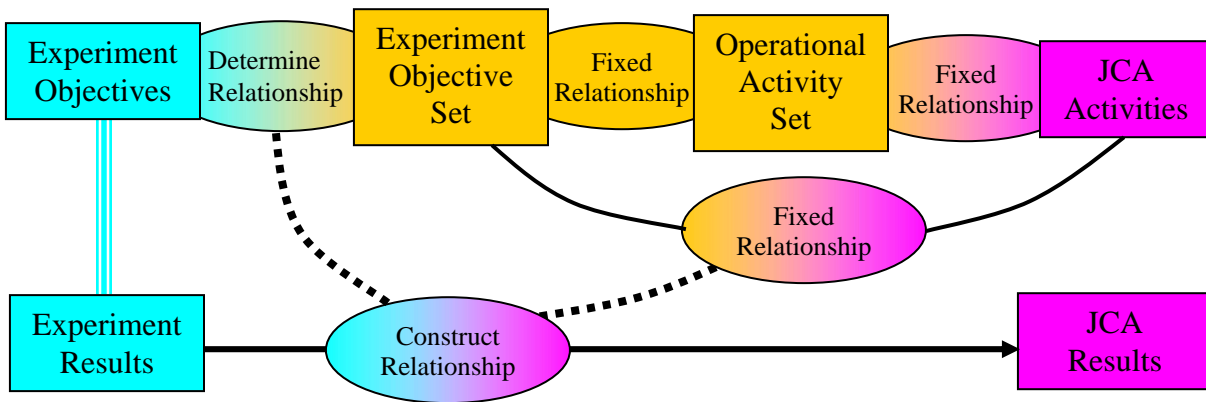 Experiment
Objectives
Determine
Relationship
Experiment
Objective
Set
Fixed
Relationship
Operational
Activity
Set
Fixed
Relationship
JCA
Activities
Fixed
Relationship
Experiment
Results
Construct
Relationship
JCA
Results